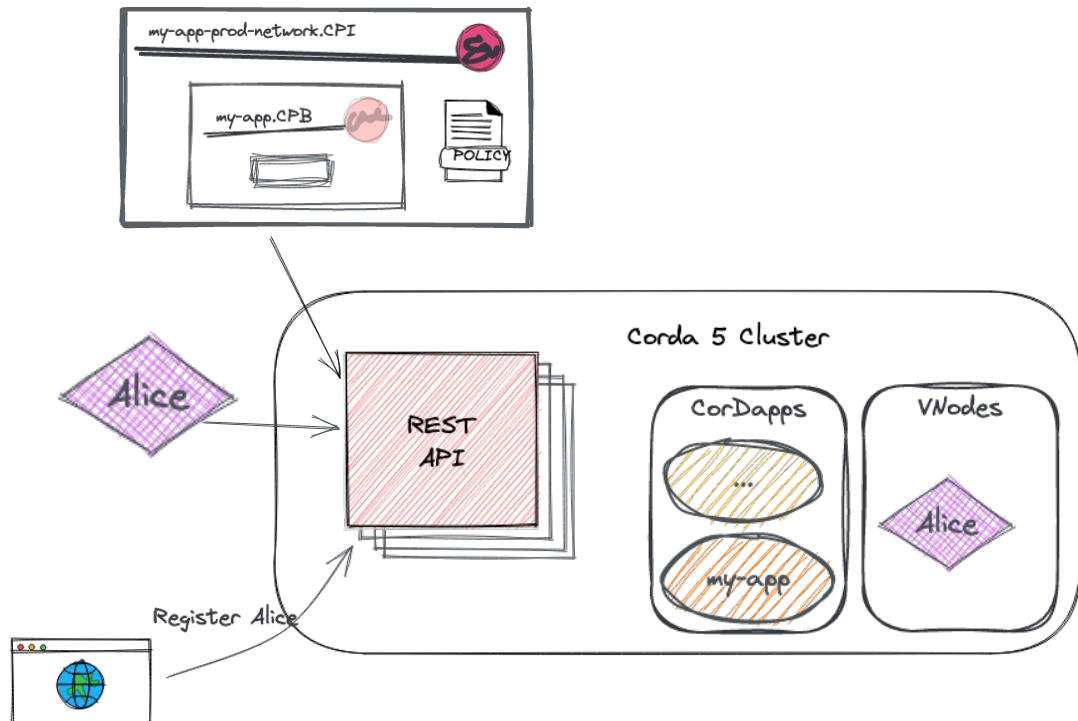 my-app-prod-network.CPI
my-app.CPB
POLICY
Corda 5 Cluster
Alice
REST
API
CorDapps
VNodes
...
Alice
my-app
Register Alice